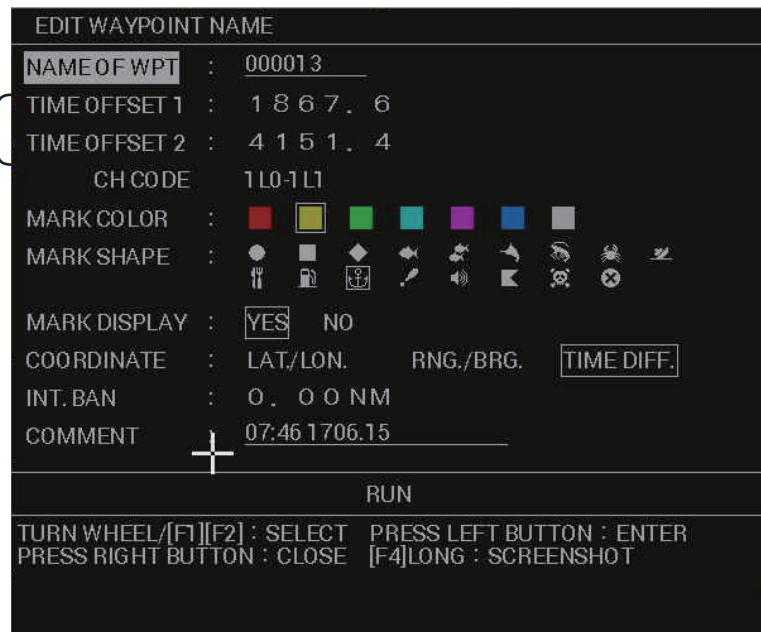 EDIT WAYPOINT NAME
NAME OF WPT : 000013
TIME OFFSET 1 : 1867. 6
TIME OFFSET 2 : 4151. 4
CH CODE 1L0-1L1
MARK COLOR :
MARK SHAPE :
MARK DISPLAY : YES NO
COORDINATE : LAT./LON. RNG./BRG. TIME DIFF.
INT. BAN : 0. 00NM
COMMENT : 07:46 1706.15
RUN
TURN WHEEL/[F1][F2] : SELECT PRESS LEFT BUTTON : ENTER
PRESS RIGHT BUTTON : CLOSE [F4]LONG : SCREENSHOT